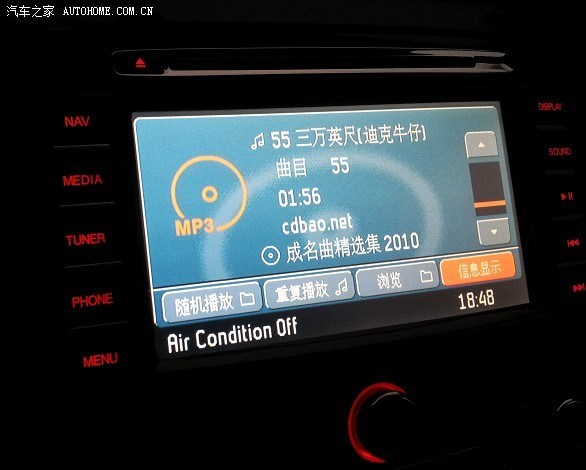 汽车之家 AUTOHOME.COM.CN
NAV
MEDIA
TUNER
PHONE
MENU
DISPLAY
SOUND
55 三万英尺[迪克牛仔]
曲目 55
01:56
cdbao.net
成名曲精选集 2010
MP3
随机播放 重复播放 浏览 信息显示
Air Condition Off 18:48